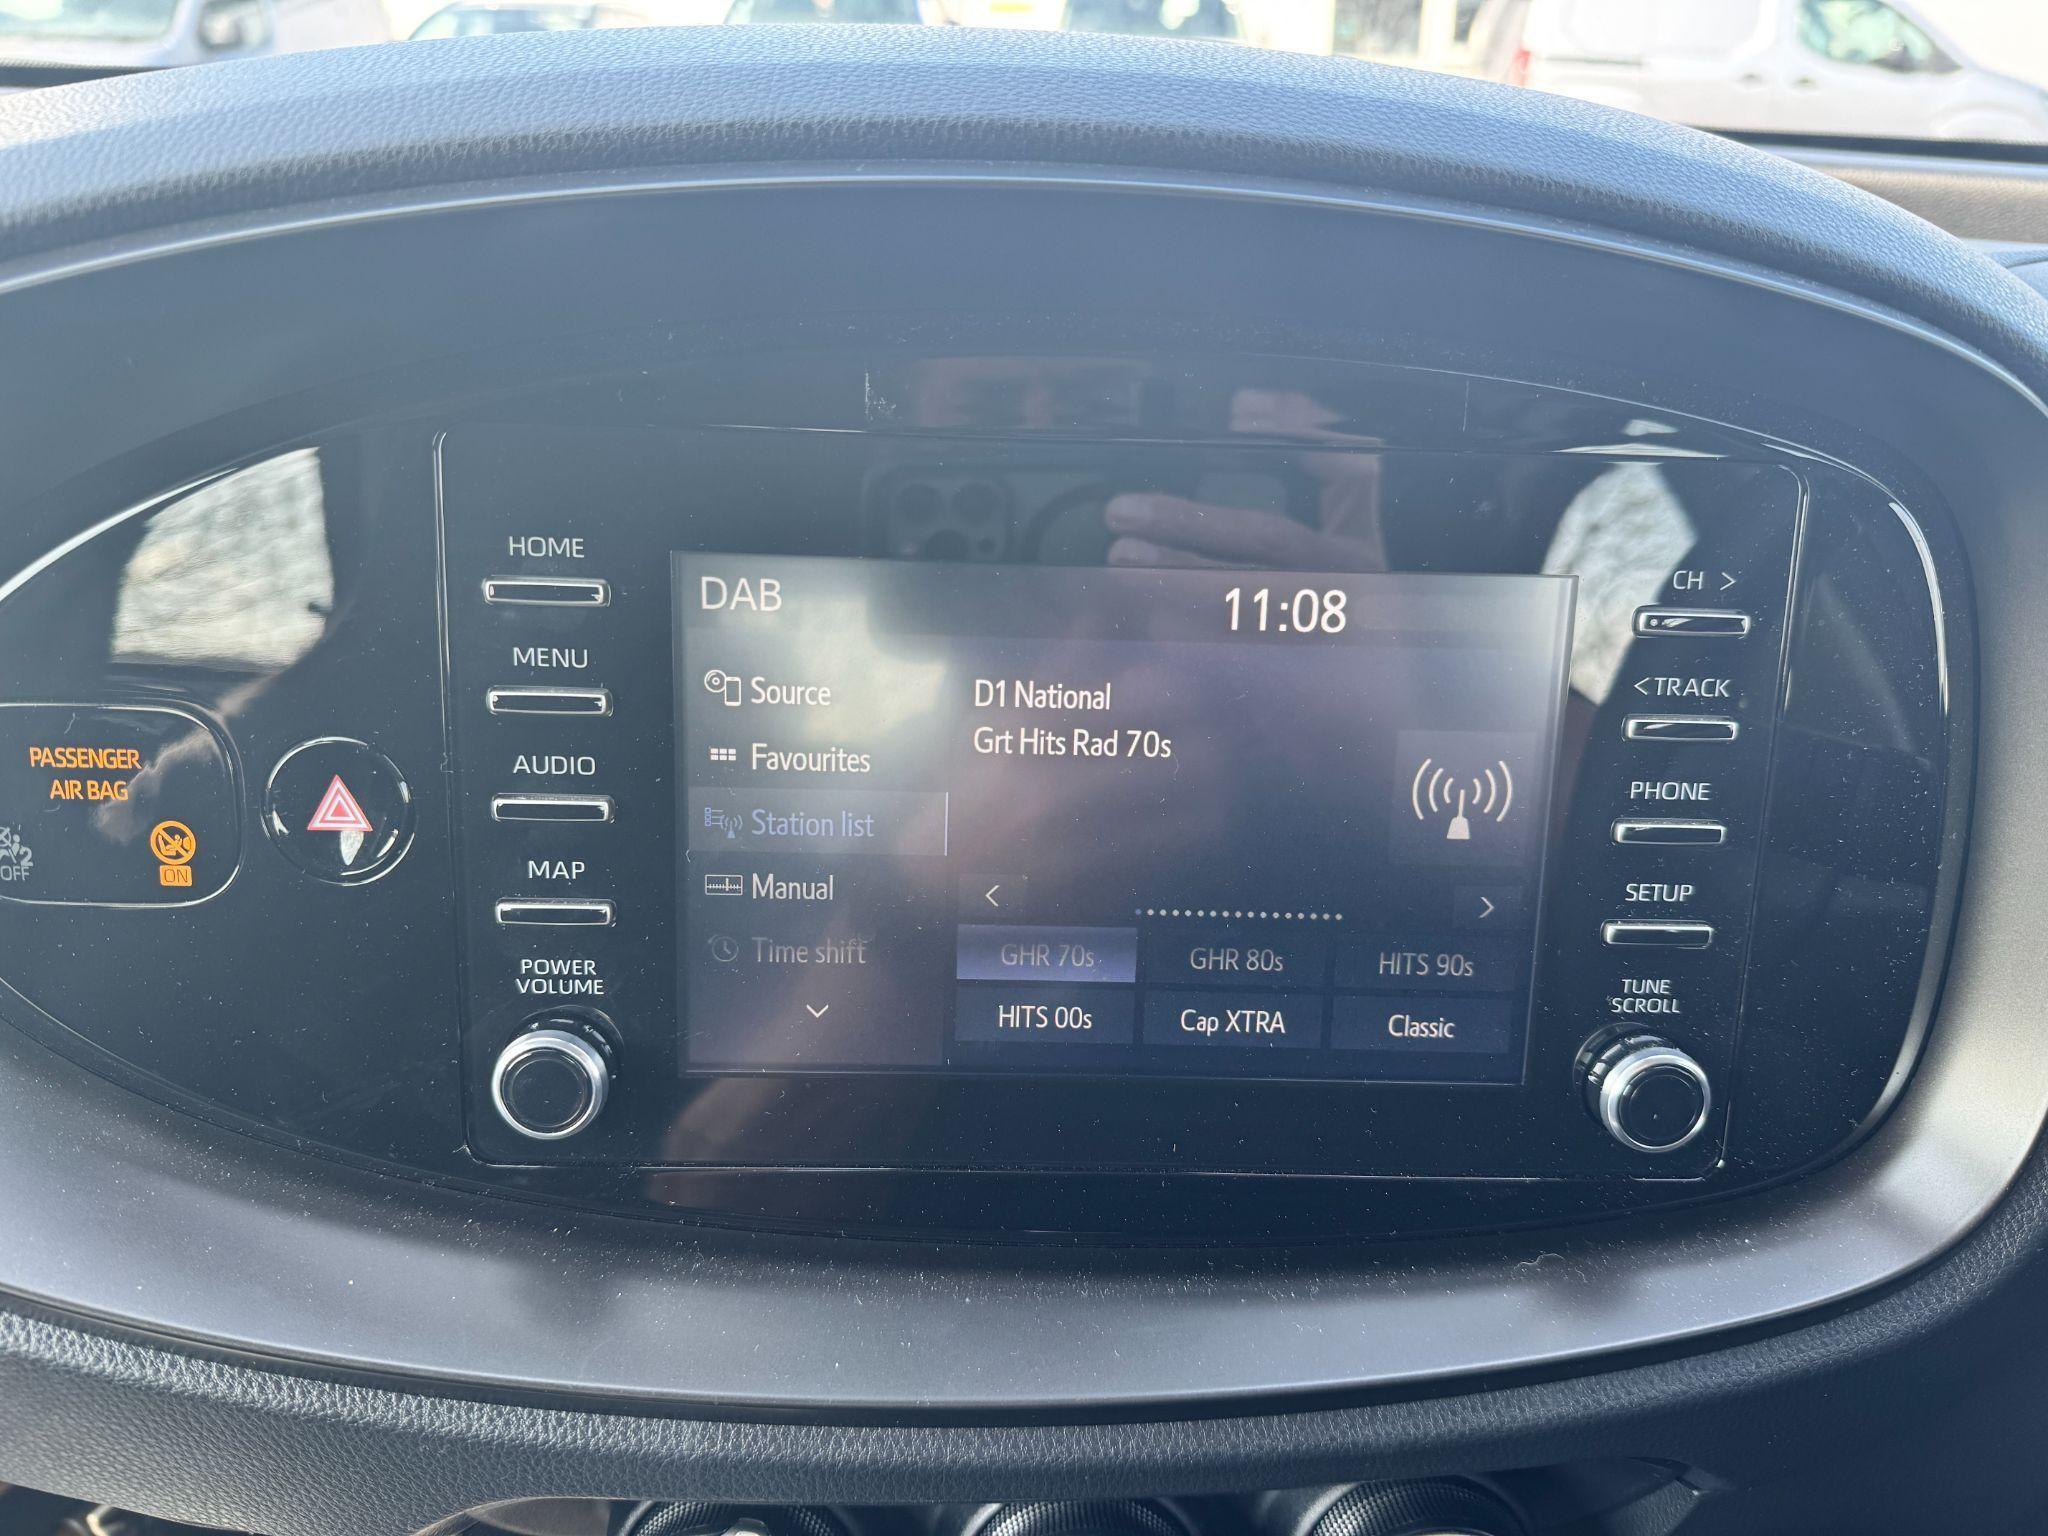 HOME
MENU
AUDIO
MAP
POWER
VOLUME
PASSENGER
AIR BAG
2
OFF
ON
DAB
11:08
Source
Favourites
Station list
Manual
Time shift
D1 National
Grt Hits Rad 70s
<
>
GHR 70s
GHR 80s
HITS 90s
HITS 00s
Cap XTRA
Classic
CH >
<TRACK
PHONE
SETUP
TUNE
SCROLL